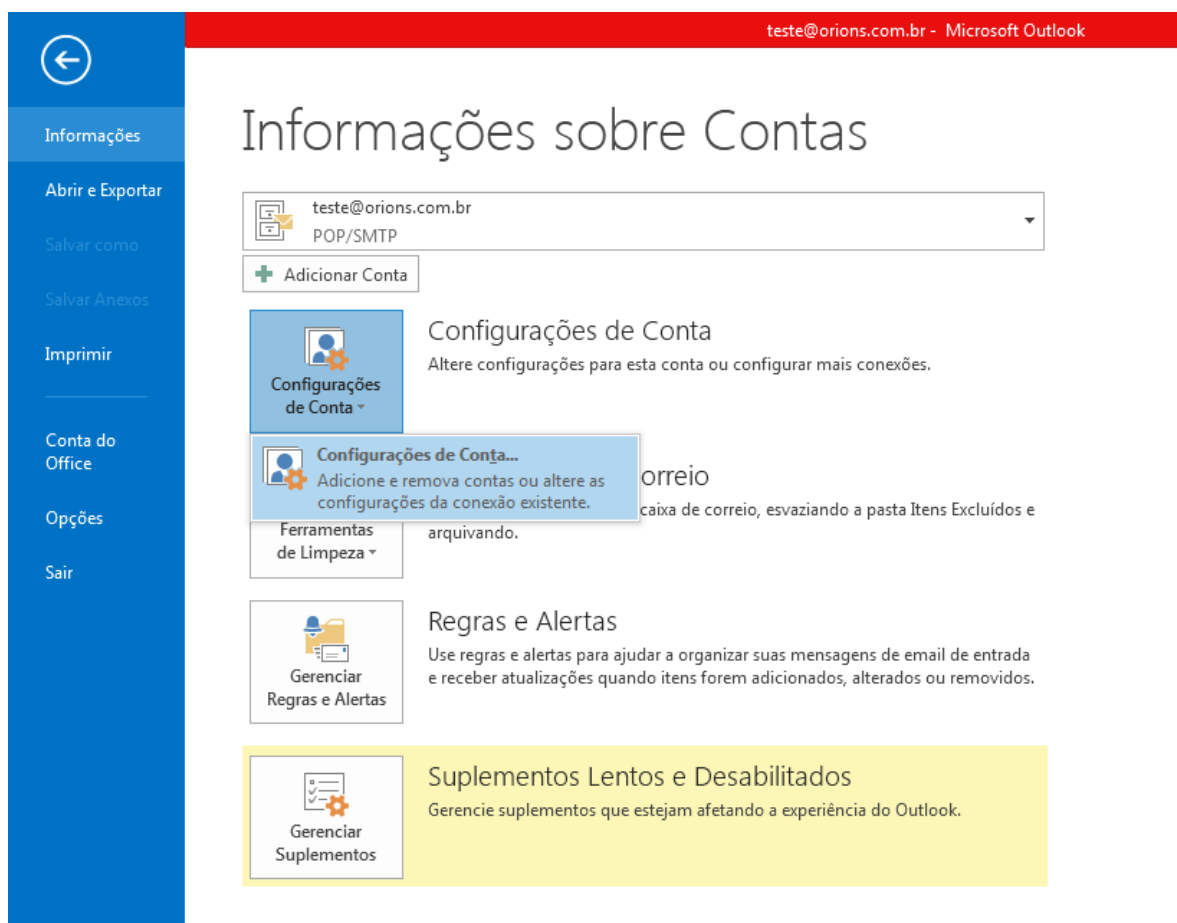 teste@orions.com.br - Microsoft Outlook
Informações
Abrir e Exportar
Salvar como
Salvar Anexos
Imprimir
Conta do
Office
Opções
Sair
Informações sobre Contas
teste@orions.com.br
POP/SMTP
Adicionar Conta
Configurações
de Conta
Configurações de Conta
Altere configurações para esta conta ou configurar mais conexões.
Configurações de Conta...
Adicione e remova contas ou altere as
configurações da conexão existente.
orreio
caixa de correio, esvaziando a pasta Itens Excluídos e
arquivando.
Ferramentas
de Limpeza
Gerenciar
Regras e Alertas
Regras e Alertas
Use regras e alertas para ajudar a organizar suas mensagens de email de entrada
e receber atualizações quando itens forem adicionados, alterados ou removidos.
Gerenciar
Suplementos
Suplementos Lentos e Desabilitados
Gerencie suplementos que estejam afetando a experiência do Outlook.